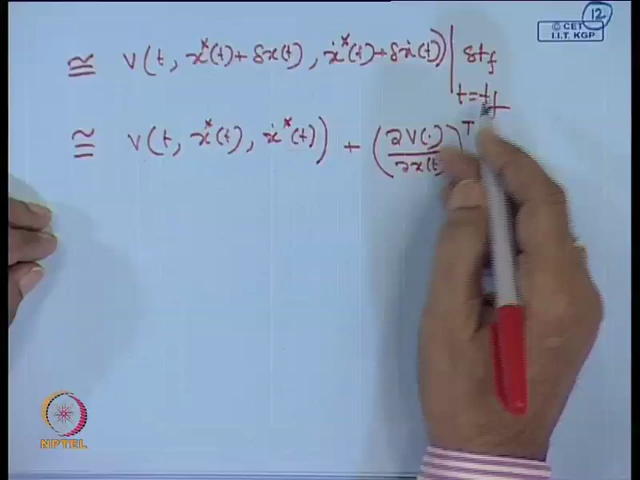 12
© CET
I.I.T. KGP
≅ V(t, x*(t)+δx(t), ẋ*(t)+δẋ(t))| δt_f
t=t_f
≅ V(t, x*(t), ẋ*(t)) + (∂V(·)/∂x(t))^T
NPTEL